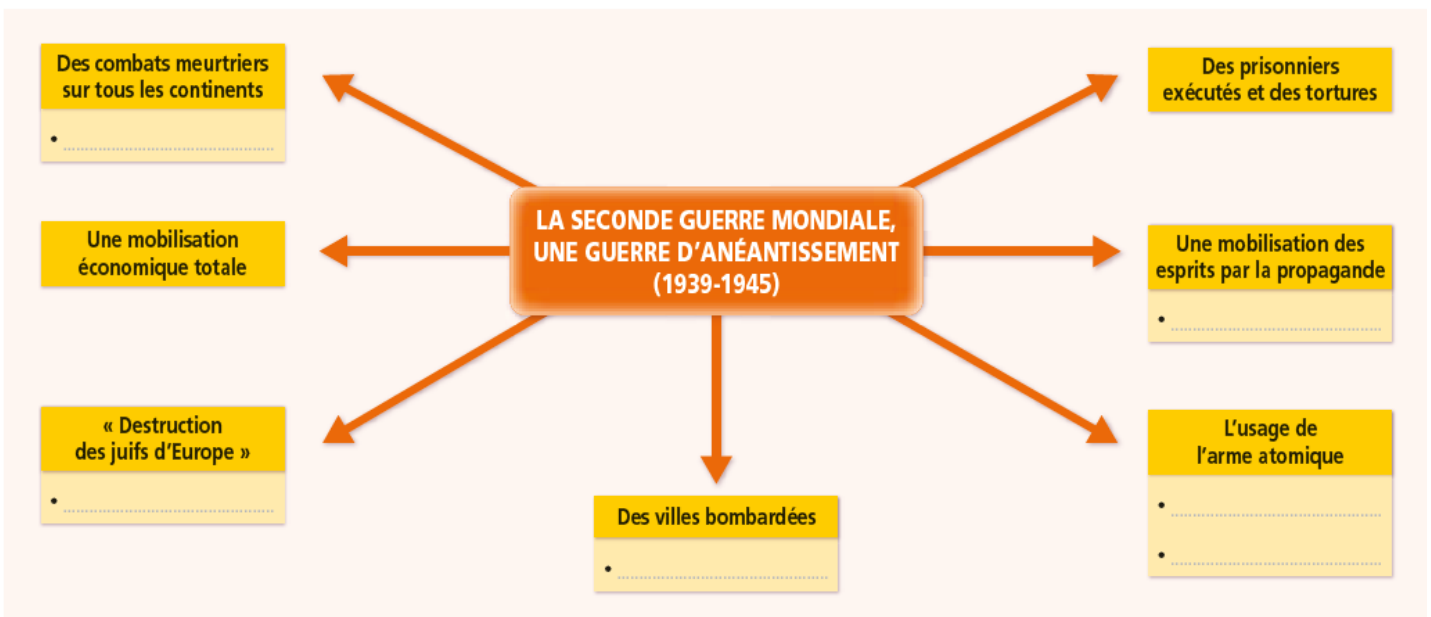 Des combats meurtriers
sur tous les continents
• ..........................................
Une mobilisation
économique totale
« Destruction
des juifs d'Europe »
• ..........................................
LA SECONDE GUERRE MONDIALE,
UNE GUERRE D'ANÉANTISSEMENT
(1939-1945)
Des villes bombardées
• ..........................................
Des prisonniers
exécutés et des tortures
Une mobilisation des
esprits par la propagande
• ..........................................
L'usage de
l'arme atomique
• ..........................................
• ..........................................